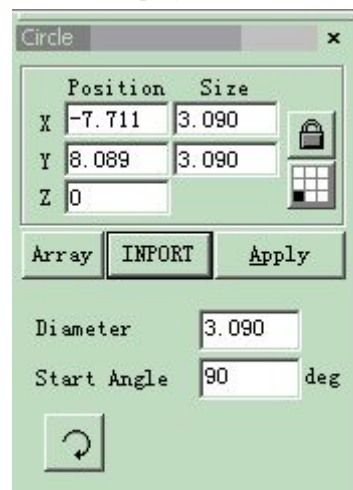 Circle ×
Position Size
X -7.711 3.090
Y 8.089 3.090
Z 0
Array INPORT Apply
Diameter 3.090
Start Angle 90 deg